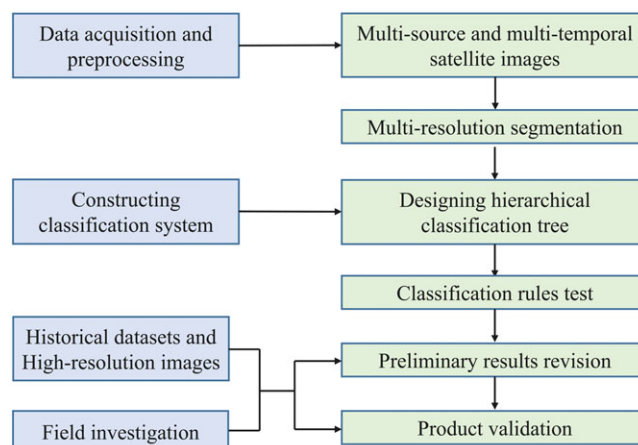 Data acquisition and
preprocessing
Multi-source and multi-temporal
satellite images
Multi-resolution segmentation
Constructing
classification system
Designing hierarchical
classification tree
Classification rules test
Historical datasets and
High-resolution images
Preliminary results revision
Field investigation
Product validation